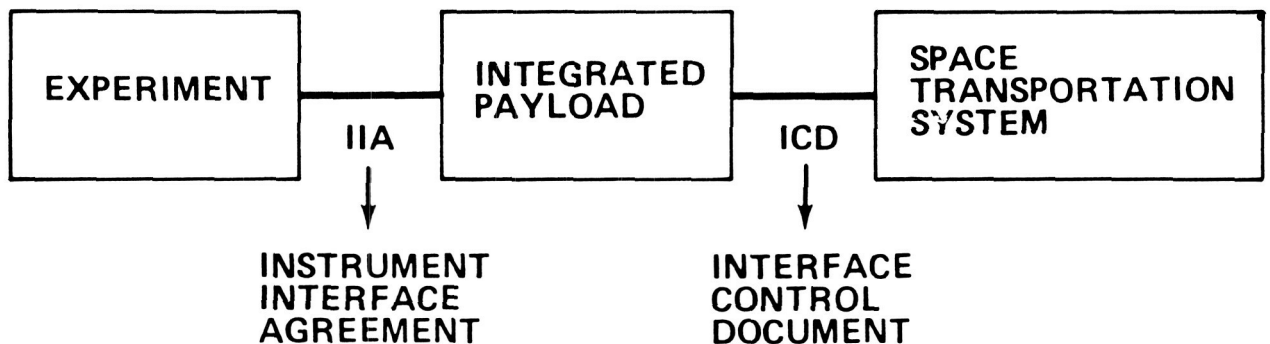 EXPERIMENT
IIA
INSTRUMENT
INTERFACE
AGREEMENT
INTEGRATED
PAYLOAD
ICD
INTERFACE
CONTROL
DOCUMENT
SPACE
TRANSPORTATION
SYSTEM